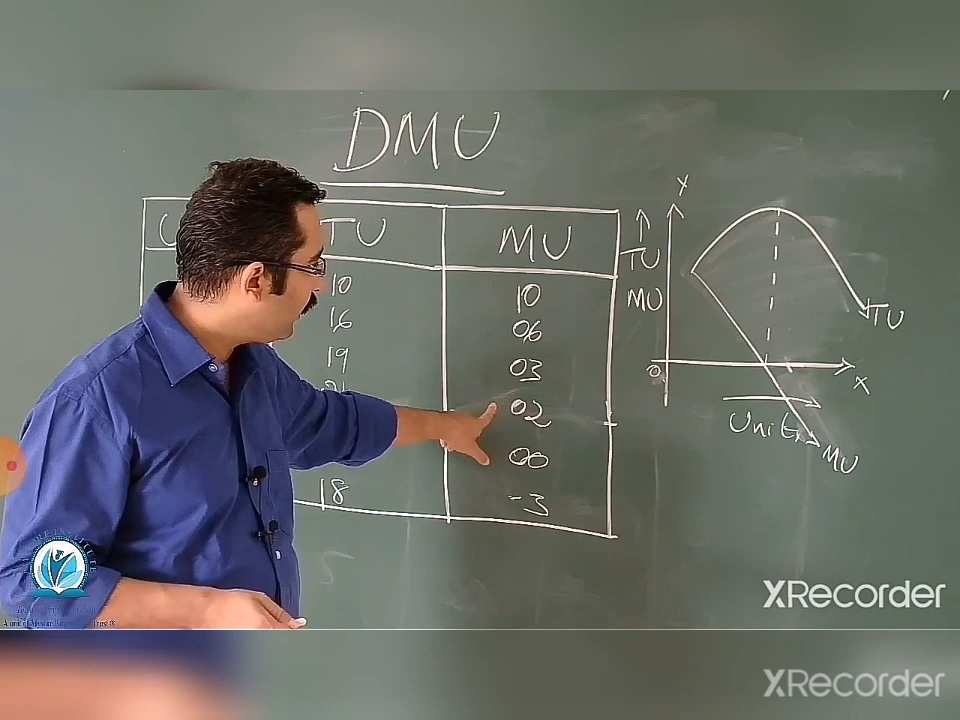 DMU
U TU MU
10 10
16 06
19 03
02
00
18 -3
X
TU
MU
0
X
Units
TU
MU
XRecorder
XRecorder